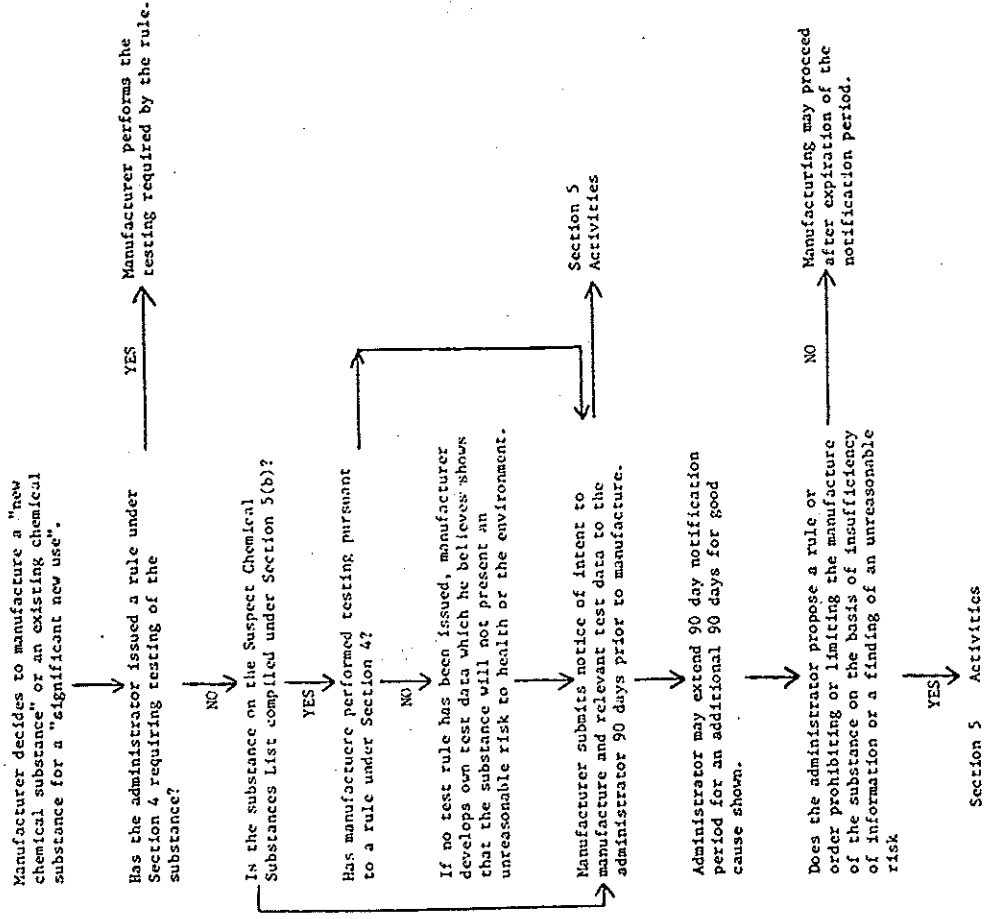 Manufacturer decides to manufacture a "new
chemical substance" or an existing chemical
substance for a "significant new use".
Has the administrator issued a rule under
Section 4 requiring testing of the
substance?
YES
Manufacturer performs the
testing required by the rule.
NO
Is the substance on the Suspect Chemical
Substances List compiled under Section 5(b)?
YES
Has manufacturere performed testing pursuant
to a rule under Section 4?
NO
If no test rule has been issued, manufacturer
develops own test data which he believes shows
that the substance will not present an
unreasonable risk to health or the environment.
Manufacturer submits notice of intent to
manufacture and relevant test data to the
administrator 90 days prior to manufacture.
Section 5
Activities
Administrator may extend 90 day notification
period for an additional 90 days for good
cause shown.
Does the administrator propose a rule or
order prohibiting or limiting the manufacture
of the substance on the basis of insufficiency
of information or a finding of an unreasonable
risk
NO
Manufacturing may proceed
after expiration of the
notification period.
YES
Section 5 Activities